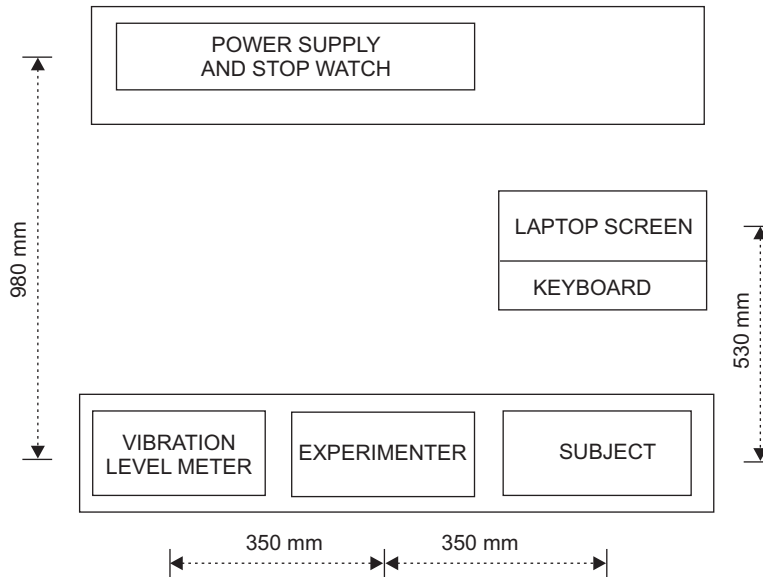 POWER SUPPLY
AND STOP WATCH
LAPTOP SCREEN
KEYBOARD
980 mm
530 mm
VIBRATION
LEVEL METER
EXPERIMENTER
SUBJECT
350 mm
350 mm